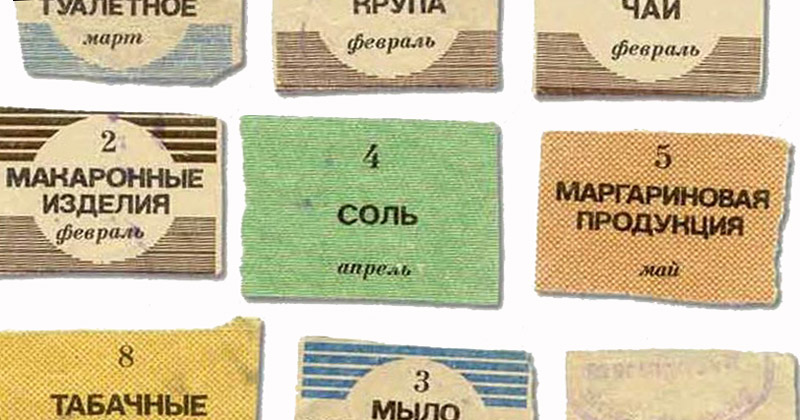 ТУАЛЕТНОЕ
март
КРУПА
февраль
ЧАЙ
февраль
2
МАКАРОННЫЕ
ИЗДЕЛИЯ
февраль
4
СОЛЬ
апрель
5
МАРГАРИНОВАЯ
ПРОДУКЦИЯ
май
8
ТАБАЧНЫЕ
3
МЫЛО